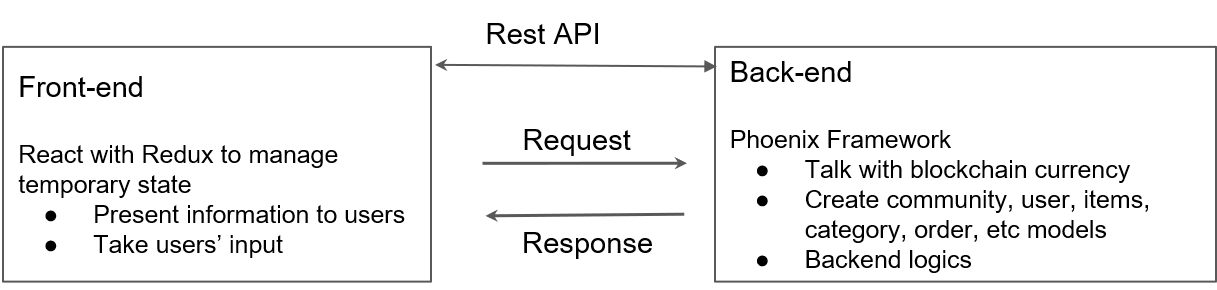 Front-end
React with Redux to manage
temporary state
● Present information to users
● Take users’ input
Rest API
Request
Response
Back-end
Phoenix Framework
● Talk with blockchain currency
● Create community, user, items,
category, order, etc models
● Backend logics